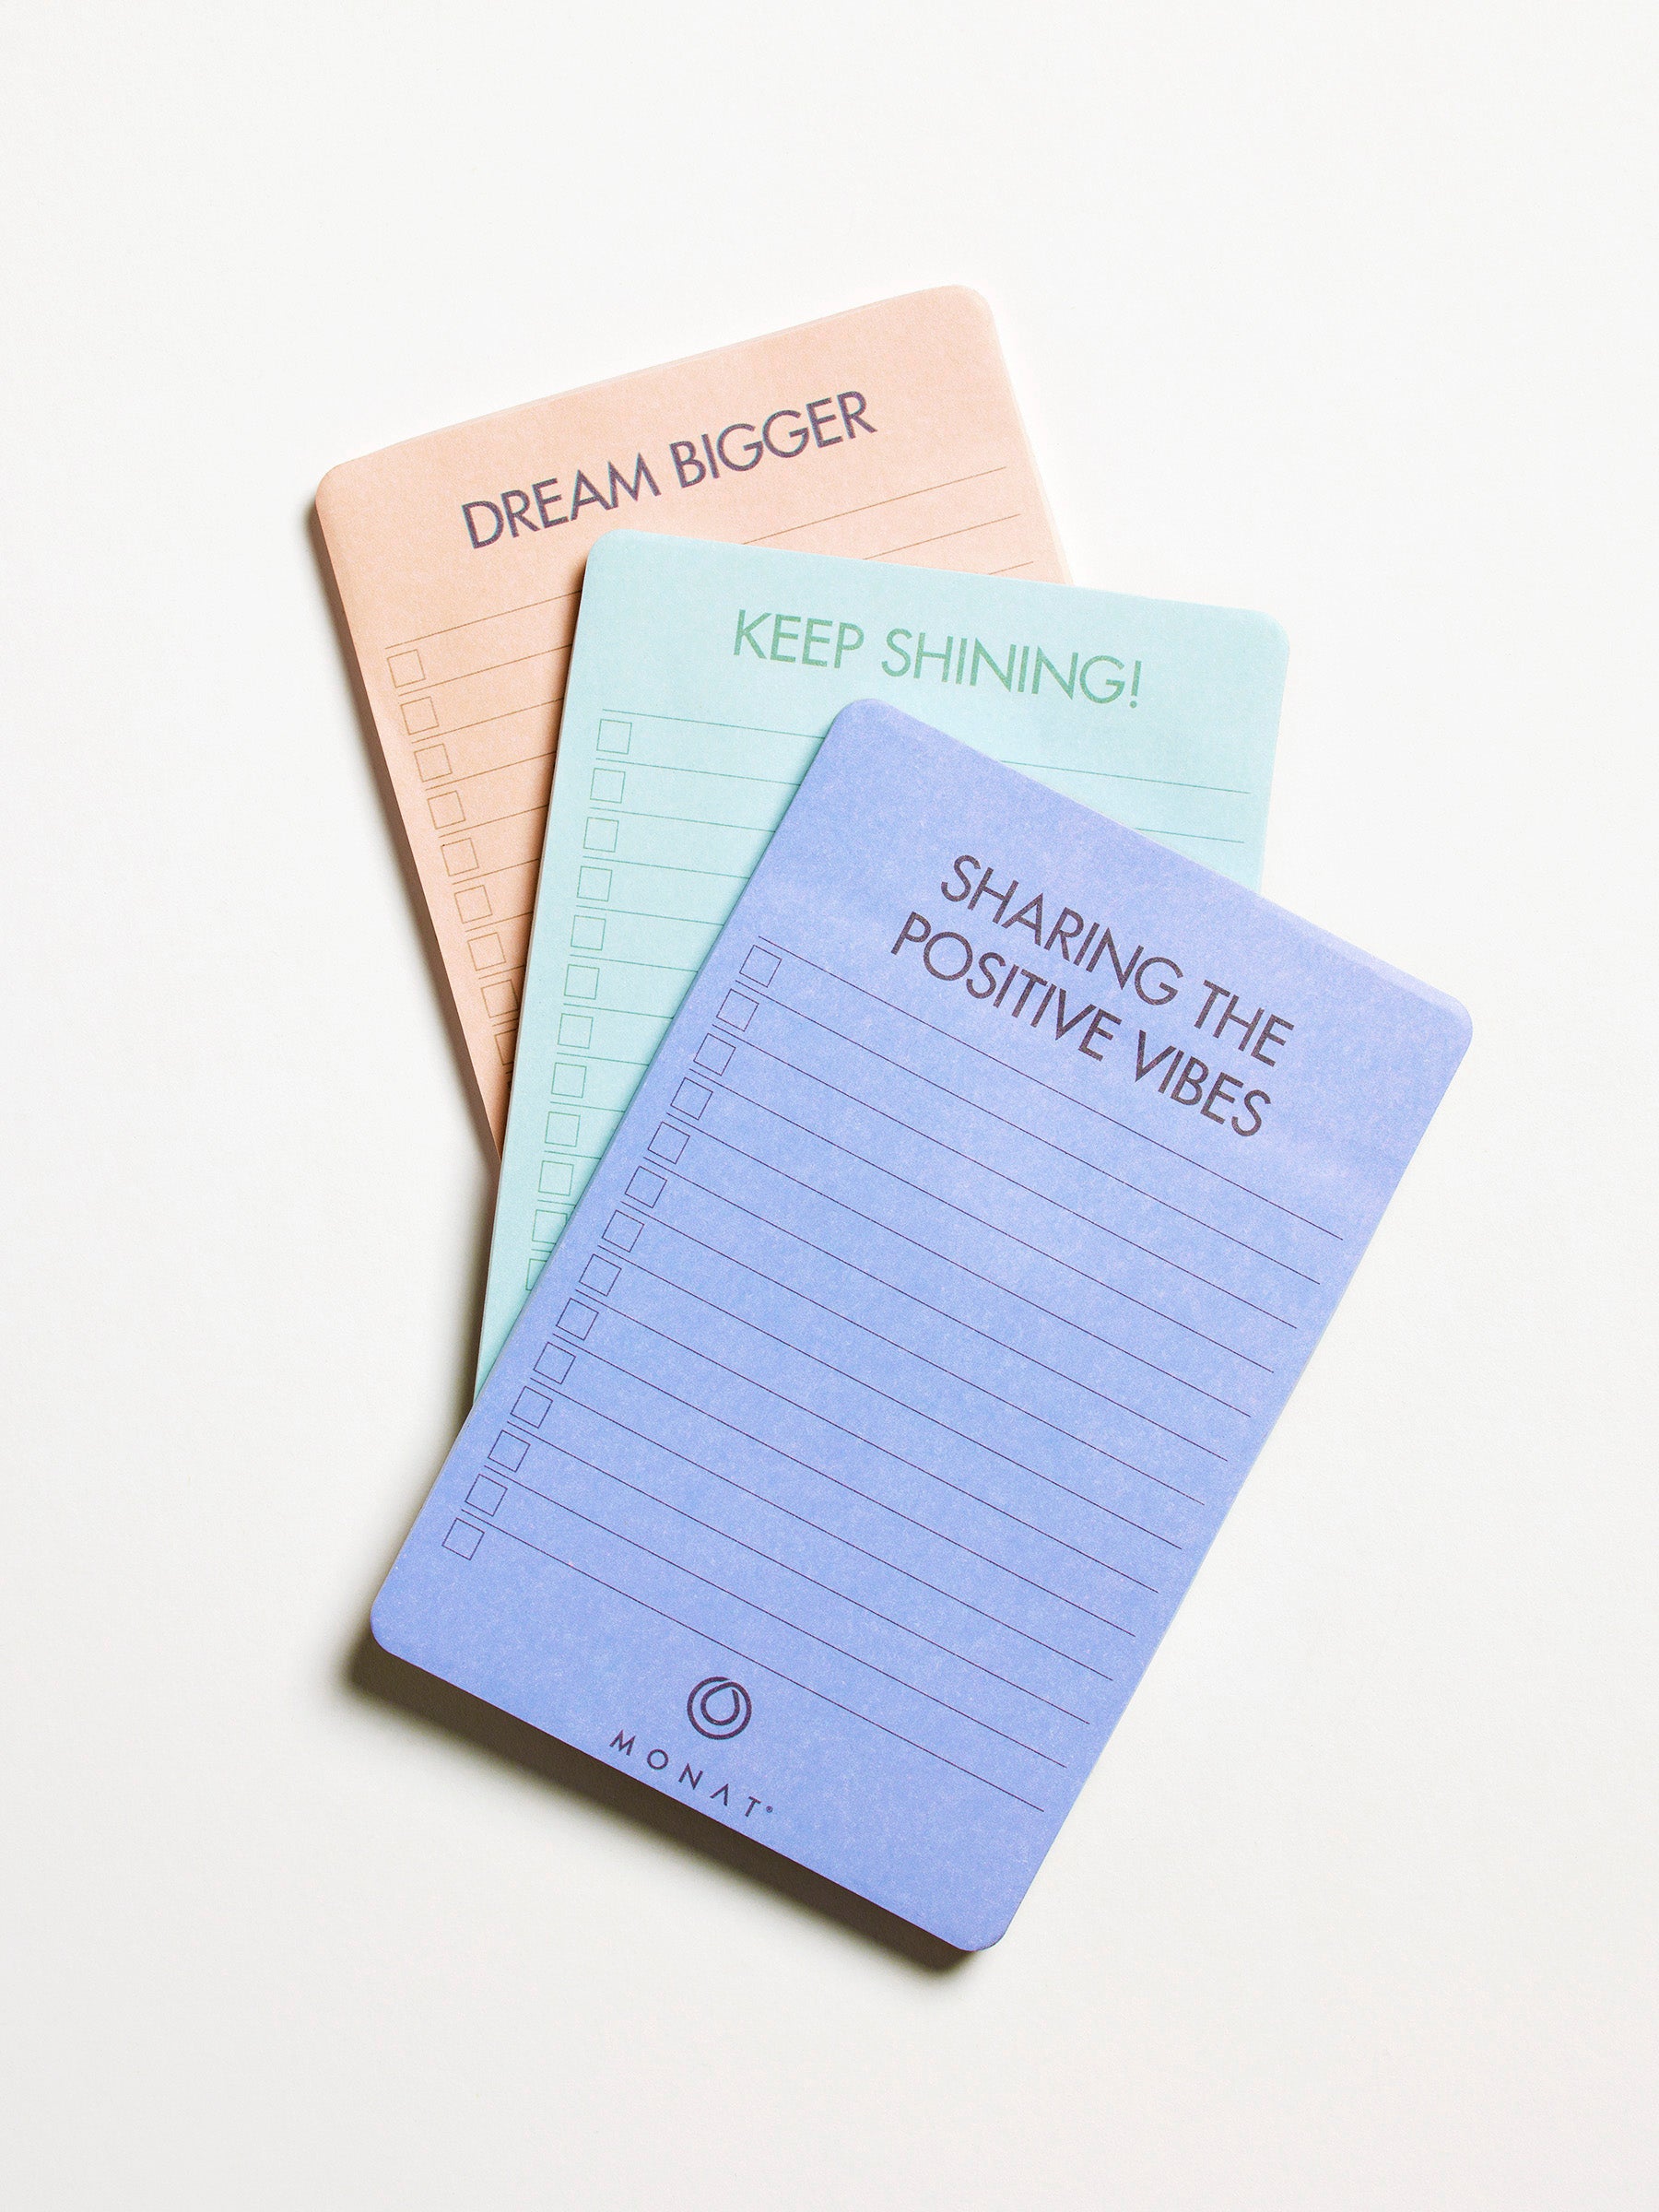 DREAM BIGGER
KEEP SHINING!
SHARING THE
POSITIVE VIBES
MONAT®